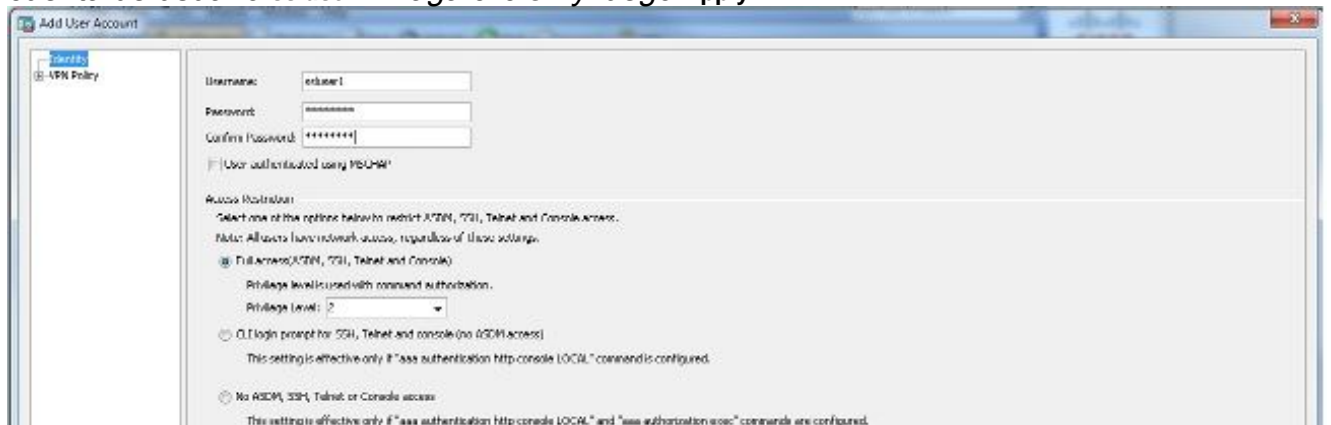 Add User Account
Identity
VPN Policy
Username:
Password: ********
Confirm Password: ********
User authenticated using MSCHAP
Access Restriction
Select one of the options below to restrict ASDM, SSH, Telnet and Console access.
Note: All users have network access, regardless of these settings.
Full access(ASDM, SSH, Telnet and Console)
Privilege level is used with command authorization.
Privilege Level: 2
CLI login prompt for SSH, Telnet and console (no ASDM access)
This setting is effective only if "aaa authentication http console LOCAL" command is configured.
No ASDM, SSH, Telnet or Console access
This setting is effective only if "aaa authentication http console LOCAL" and "aaa authorization exec" commands are configured.